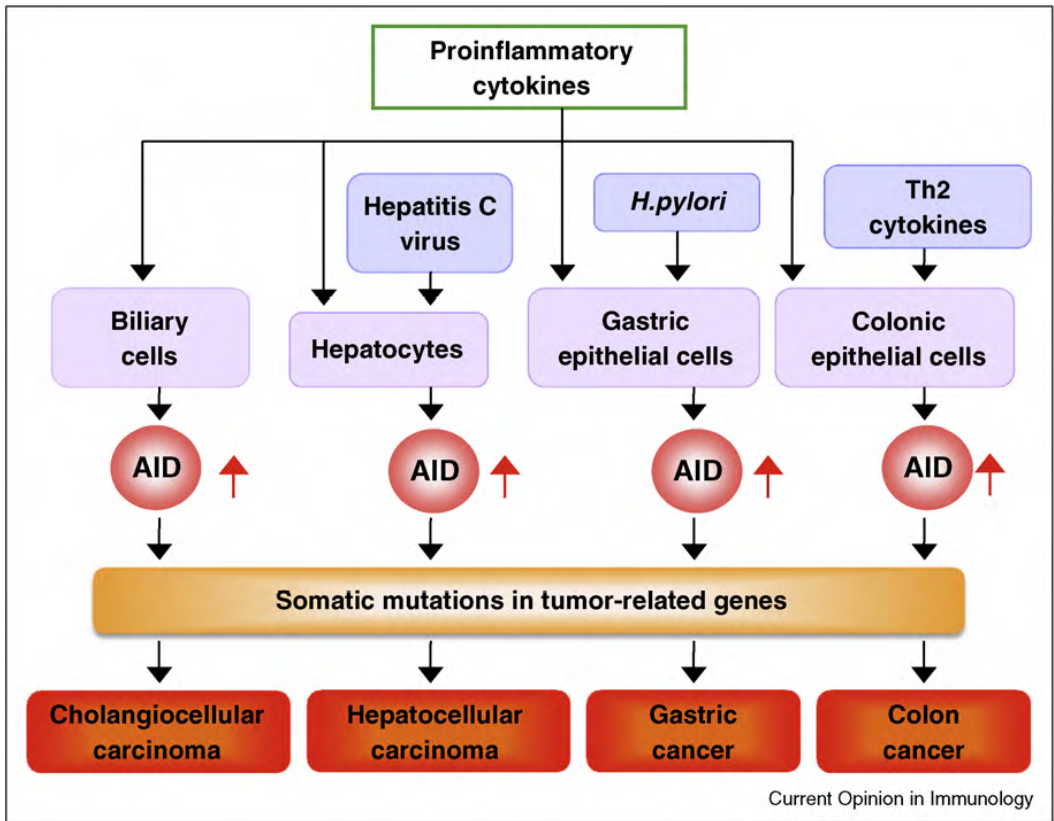 Proinflammatory
cytokines
Hepatitis C
virus
H.pylori
Th2
cytokines
Biliary
cells
Hepatocytes
Gastric
epithelial cells
Colonic
epithelial cells
AID
AID
AID
AID
Somatic mutations in tumor-related genes
Cholangiocellular
carcinoma
Hepatocellular
carcinoma
Gastric
cancer
Colon
cancer
Current Opinion in Immunology